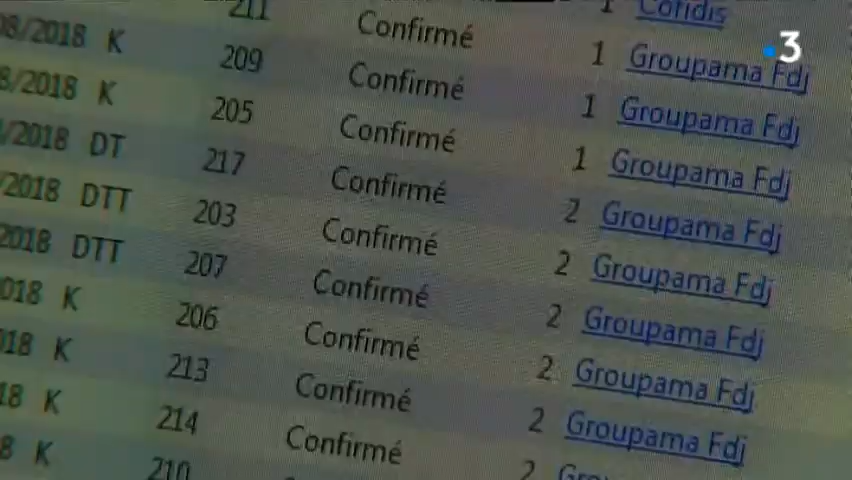 1 Cofidis
211 Confirmé 1 Groupama Fdj
8/2018 K 209 Confirmé 1 Groupama Fdj
/2018 K 205 Confirmé 1 Groupama Fdj
/2018 DT 217 Confirmé 2 Groupama Fdj
/2018 DTT 203 Confirmé 2 Groupama Fdj
2018 DTT 207 Confirmé 2 Groupama Fdj
018 K 206 Confirmé 2 Groupama Fdj
018 K 213 Confirmé 2 Groupama Fdj
18 K 214 Confirmé 2
8 K 210
3